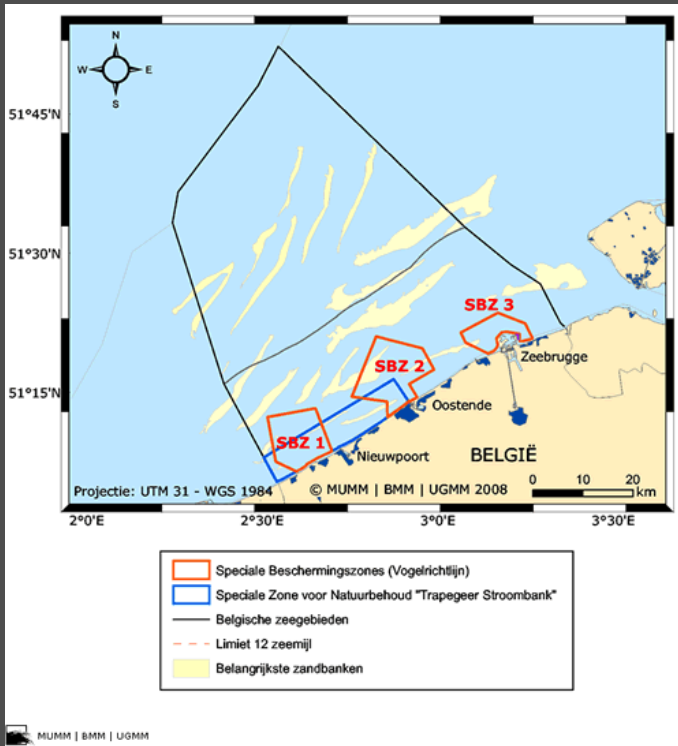 N
W E
S
51°45'N
51°30'N
51°15'N
SBZ 3
Zeebrugge
SBZ 2
Oostende
SBZ 1
Nieuwpoort
BELGIË
Projectie: UTM 31 - WGS 1984
© MUMM | BMM | UGMM 2008
0 10 20
km
2°0'E 2°30'E 3°0'E 3°30'E
Speciale Beschermingszones (Vogelrichtlijn)
Speciale Zone voor Natuurbehoud "Trapegeer Stroombank"
Belgische zeegebieden
Limiet 12 zeemijl
Belangrijkste zandbanken
MUMM | BMM | UGMM